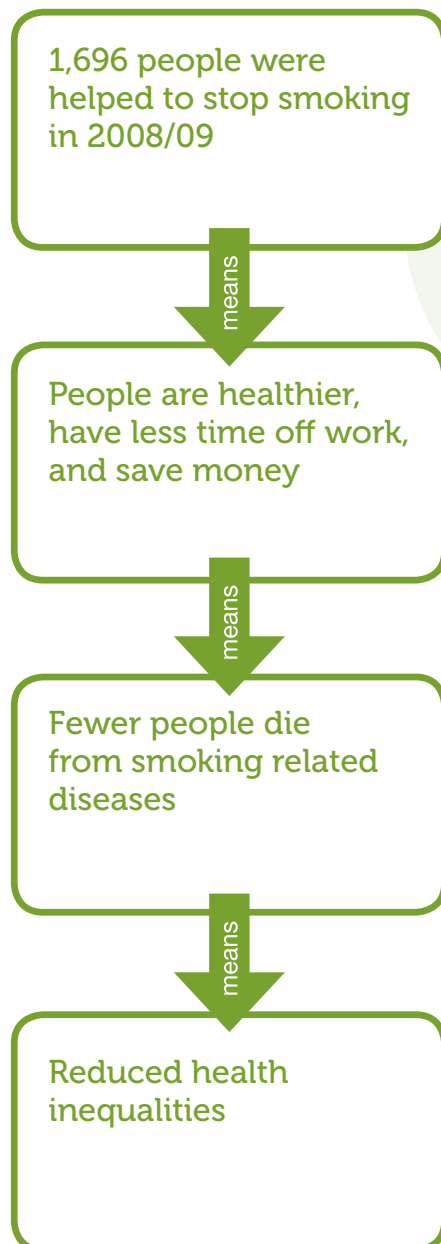 1,696 people were
helped to stop smoking
in 2008/09
means
People are healthier,
have less time off work,
and save money
means
Fewer people die
from smoking related
diseases
means
Reduced health
inequalities